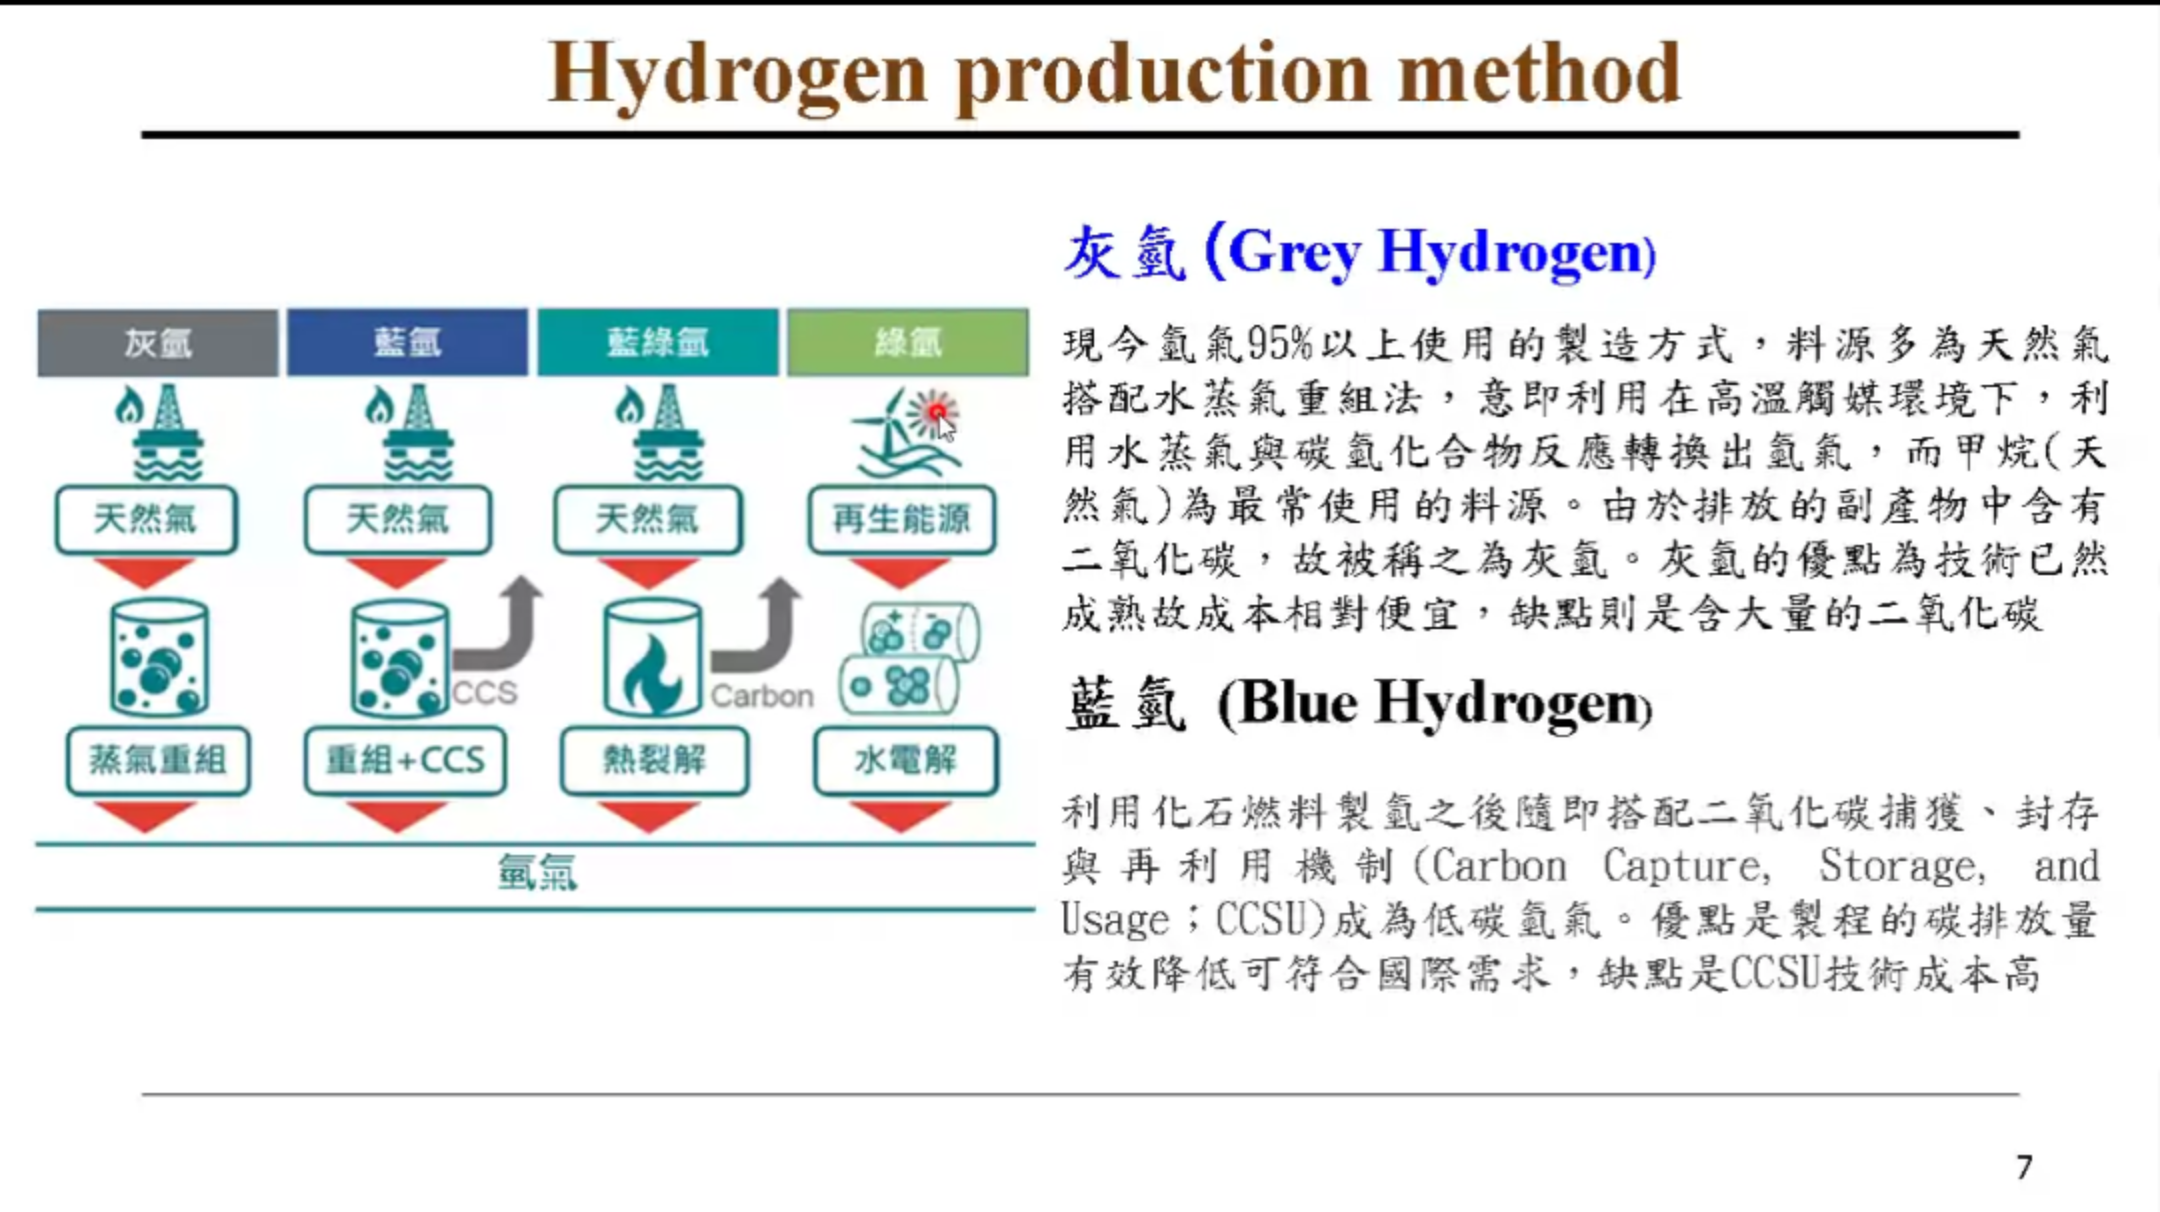 Hydrogen production method
灰氫 藍氫 藍綠氫 綠氫
天然氣 天然氣 天然氣 再生能源
CCS Carbon
+ -
蒸氣重組 重組+CCS 熱裂解 水電解
氫氣
灰氫 (Grey Hydrogen)
現今氫氣95%以上使用的製造方式，料源多為天然氣
搭配水蒸氣重組法，意即利用在高溫觸媒環境下，利
用水蒸氣與碳氫化合物反應轉換出氫氣，而甲烷(天
然氣)為最常使用的料源。由於排放的副產物中含有
二氧化碳，故被稱之為灰氫。灰氫的優點為技術已然
成熟故成本相對便宜，缺點則是含大量的二氧化碳
藍氫 (Blue Hydrogen)
利用化石燃料製氫之後隨即搭配二氧化碳捕獲、封存
與再利用機制(Carbon Capture, Storage, and
Usage；CCSU)成為低碳氫氣。優點是製程的碳排放量
有效降低可符合國際需求，缺點是CCSU技術成本高
7